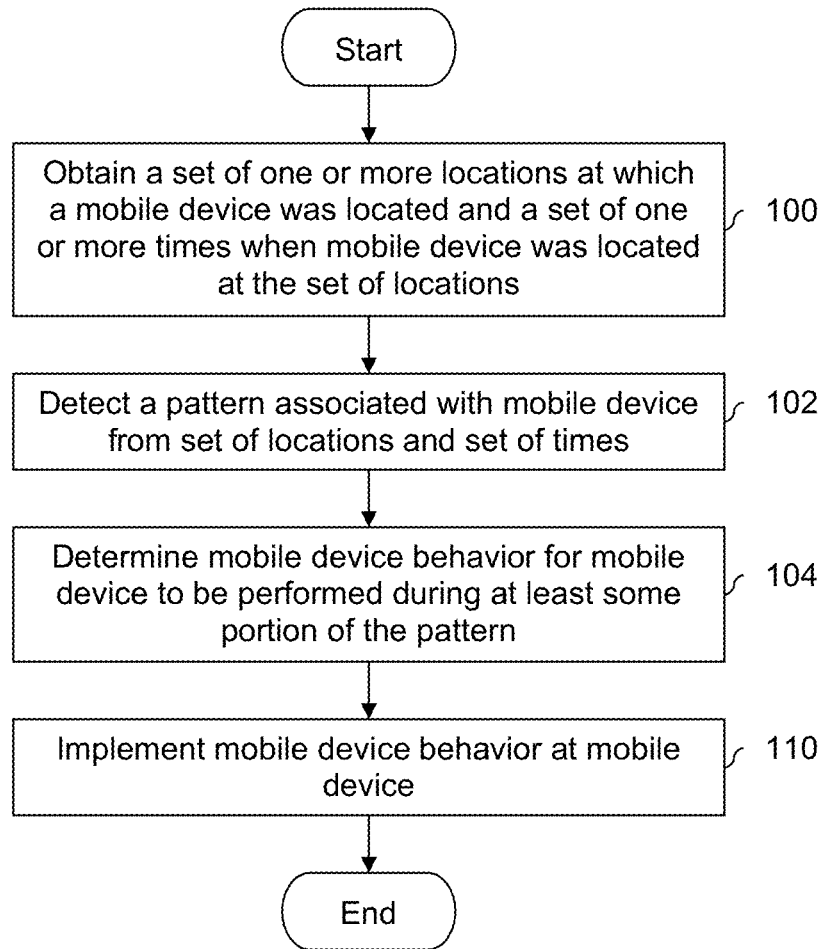 Start
Obtain a set of one or more locations at which
a mobile device was located and a set of one
or more times when mobile device was located
at the set of locations
100
Detect a pattern associated with mobile device
from set of locations and set of times
102
Determine mobile device behavior for mobile
device to be performed during at least some
portion of the pattern
104
Implement mobile device behavior at mobile
device
110
End